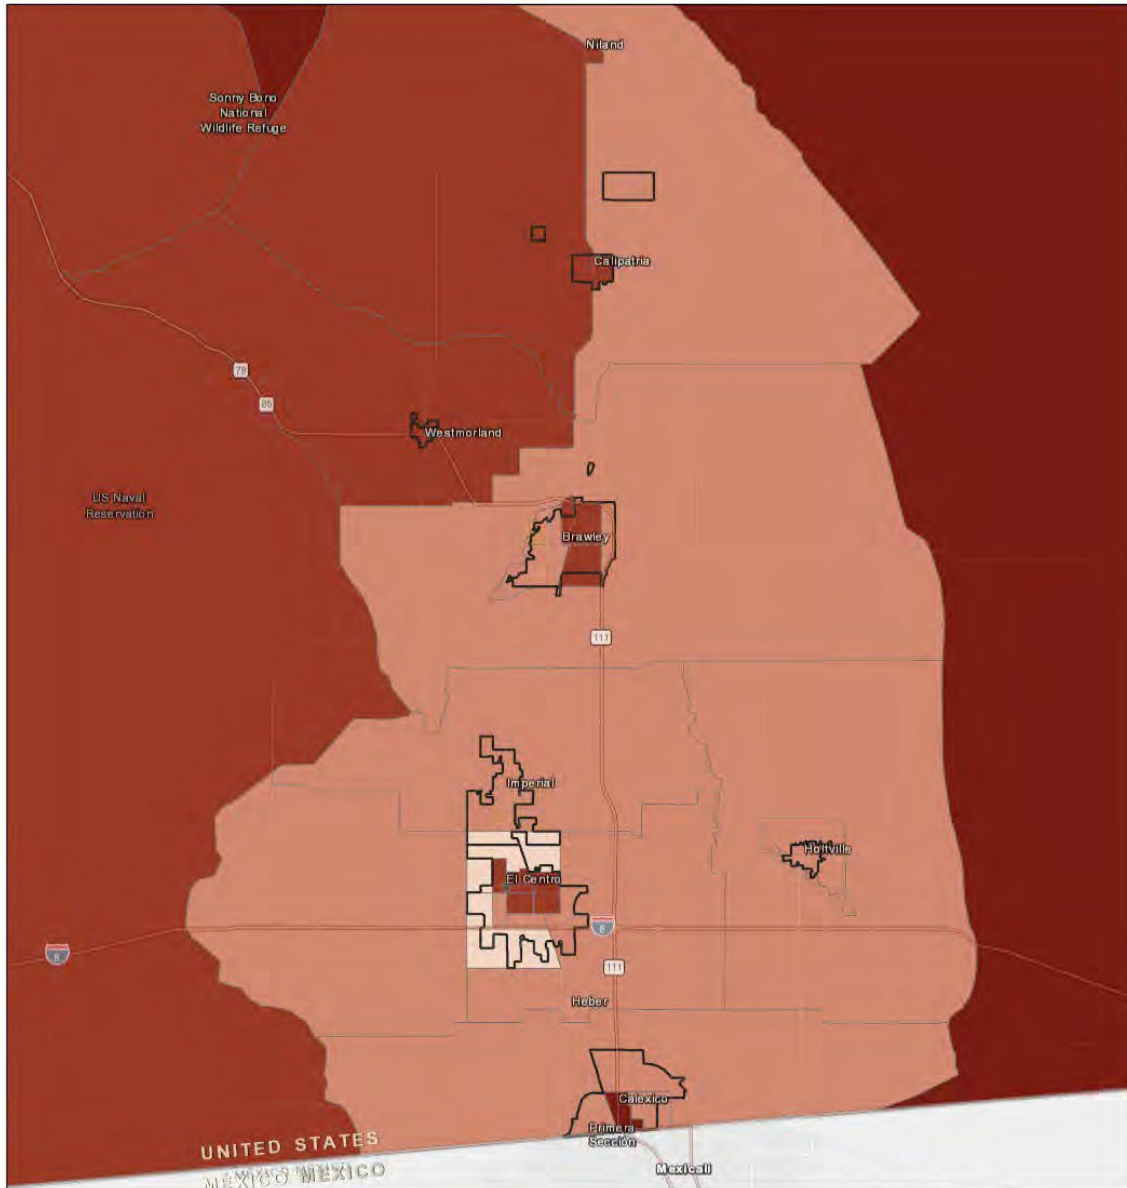 Niland
Sonny Bono
National
Wildlife Refuge
Calipatria
78
86
Westmorland
US Naval
Reservation
Brawley
111
Imperial
Holtville
El Centro
8
8
111
Heber
Calexico
Primera
Sección
UNITED STATES
MÉXICO MEXICO
Mexicali